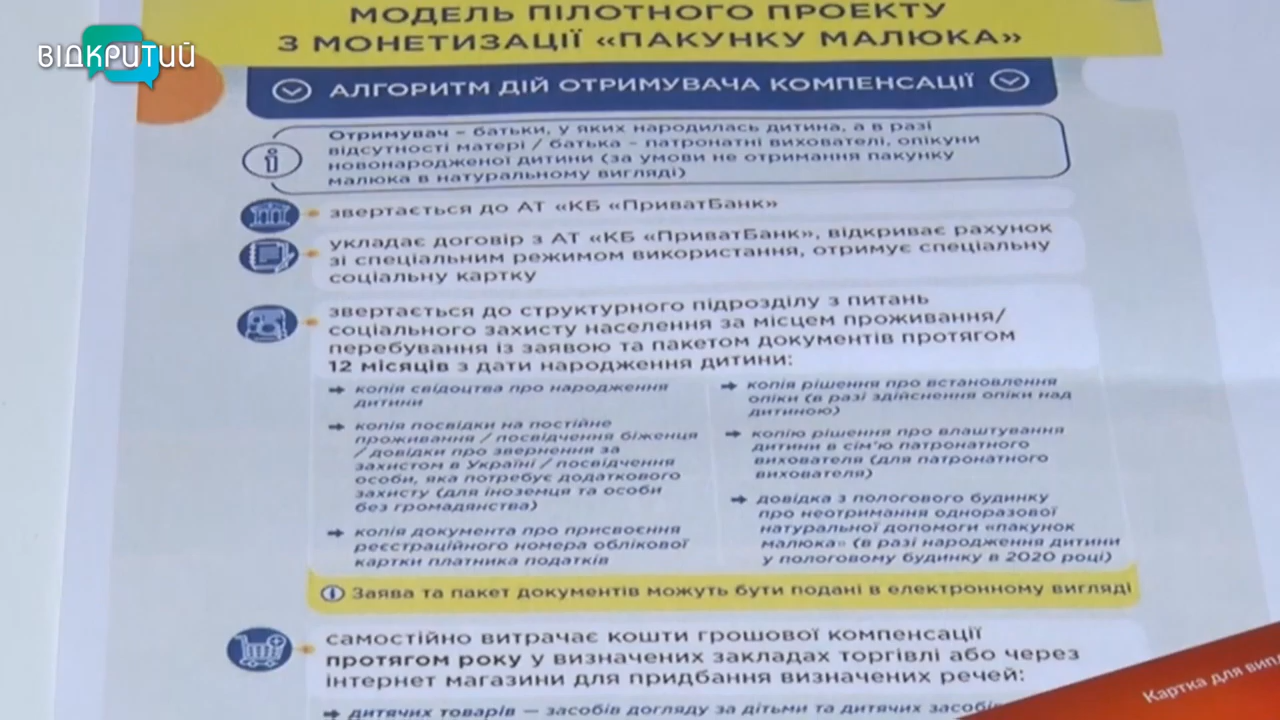 ВІДКРИТИЙ
МОДЕЛЬ ПІЛОТНОГО ПРОЕКТУ
З МОНЕТИЗАЦІЇ «ПАКУНКУ МАЛЮКА»
АЛГОРИТМ ДІЙ ОТРИМУВАЧА КОМПЕНСАЦІЇ
Отримувач – батьки, у яких народилась дитина, а в разі
відсутності матері / батька – патронатні вихователі, опікуни
новонародженої дитини (за умови не отримання пакунку
малюка в натуральному вигляді)
звертається до АТ «КБ «ПриватБанк»
укладає договір з АТ «КБ «ПриватБанк», відкриває рахунок
зі спеціальним режимом використання, отримує спеціальну
соціальну картку
звертається до структурного підрозділу з питань
соціального захисту населення за місцем проживання/
перебування із заявою та пакетом документів протягом
12 місяців з дати народження дитини:
➔ копія свідоцтва про народження
дитини
➔ копія посвідки на постійне
проживання / посвідчення біженця
/ довідки про звернення за
захистом в Україні / посвідчення
особи, яка потребує додаткового
захисту (для іноземця та особи
без громадянства)
➔ копія документа про присвоєння
реєстраційного номера облікової
картки платника податків
➔ копія рішення про встановлення
опіки (в разі здійснення опіки над
дитиною)
➔ копію рішення про влаштування
дитини в сім'ю патронатного
вихователя (для патронатного
вихователя)
➔ довідка з пологового будинку
про неотримання одноразової
натуральної допомоги «пакунок
малюка» (в разі народження дитини
у пологовому будинку в 2020 році)
Заява та пакет документів можуть бути подані в електронному вигляді
самостійно витрачає кошти грошової компенсації
протягом року у визначених закладах торгівлі або через
інтернет магазини для придбання визначених речей:
➔ дитячих товарів — засобів догляду за дітьми та дитячих засобів
Картка для